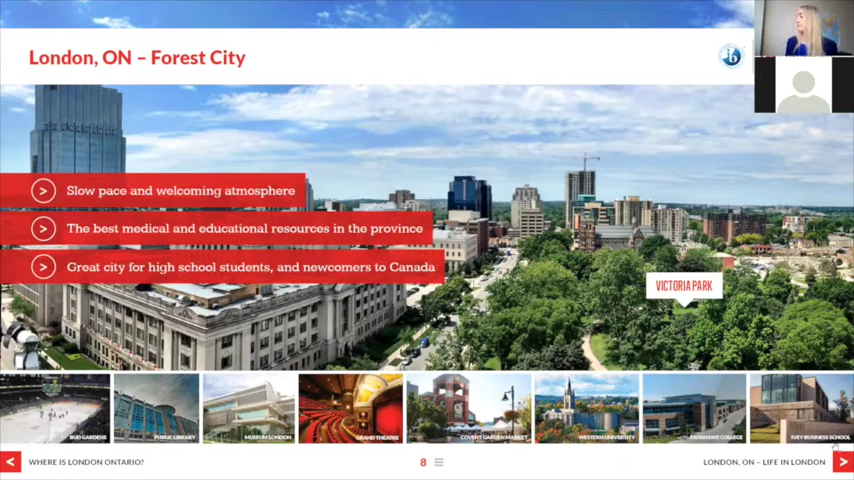 London, ON – Forest City
Slow pace and welcoming atmosphere
The best medical and educational resources in the province
Great city for high school students, and newcomers to Canada
VICTORIA PARK
BUD GARDENS
PUBLIC LIBRARY
MUSEUM LONDON
GRAND THEATRE
COVENT GARDEN MARKET
WESTERN UNIVERSITY
FANSHAWE COLLEGE
IVEY BUSINESS SCHOOL
WHERE IS LONDON ONTARIO?
8
LONDON, ON – LIFE IN LONDON